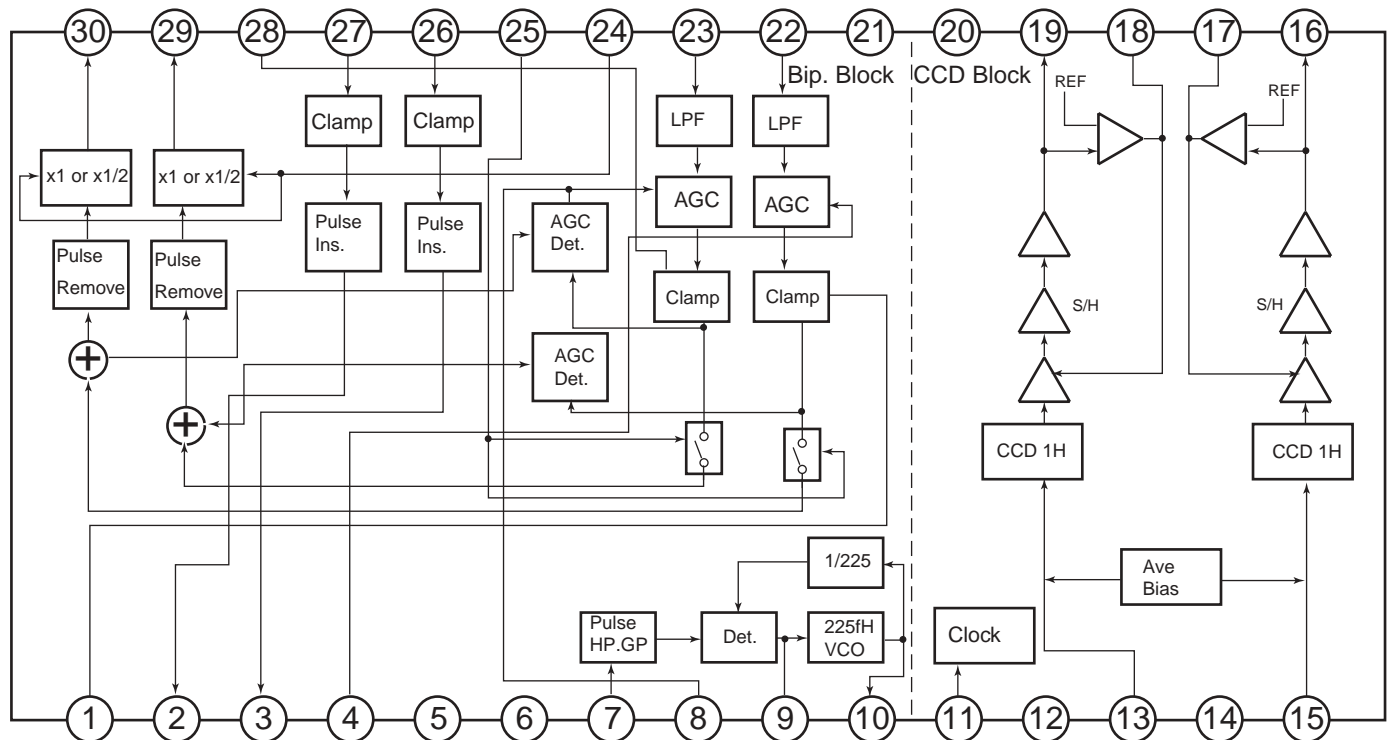 30 29 28 27 26 25 24 23 22 21 20 19 18 17 16
Bip. Block CCD Block
REF REF
Clamp Clamp LPF LPF
x1 or x1/2 x1 or x1/2
AGC AGC
Pulse
Ins.
Pulse
Ins.
AGC
Det.
Pulse
Remove
Pulse
Remove
Clamp Clamp
S/H S/H
AGC
Det.
CCD 1H CCD 1H
1/225
Ave
Bias
Pulse
HP.GP
Det.
225fH
VCO
Clock
1 2 3 4 5 6 7 8 9 10 11 12 13 14 15